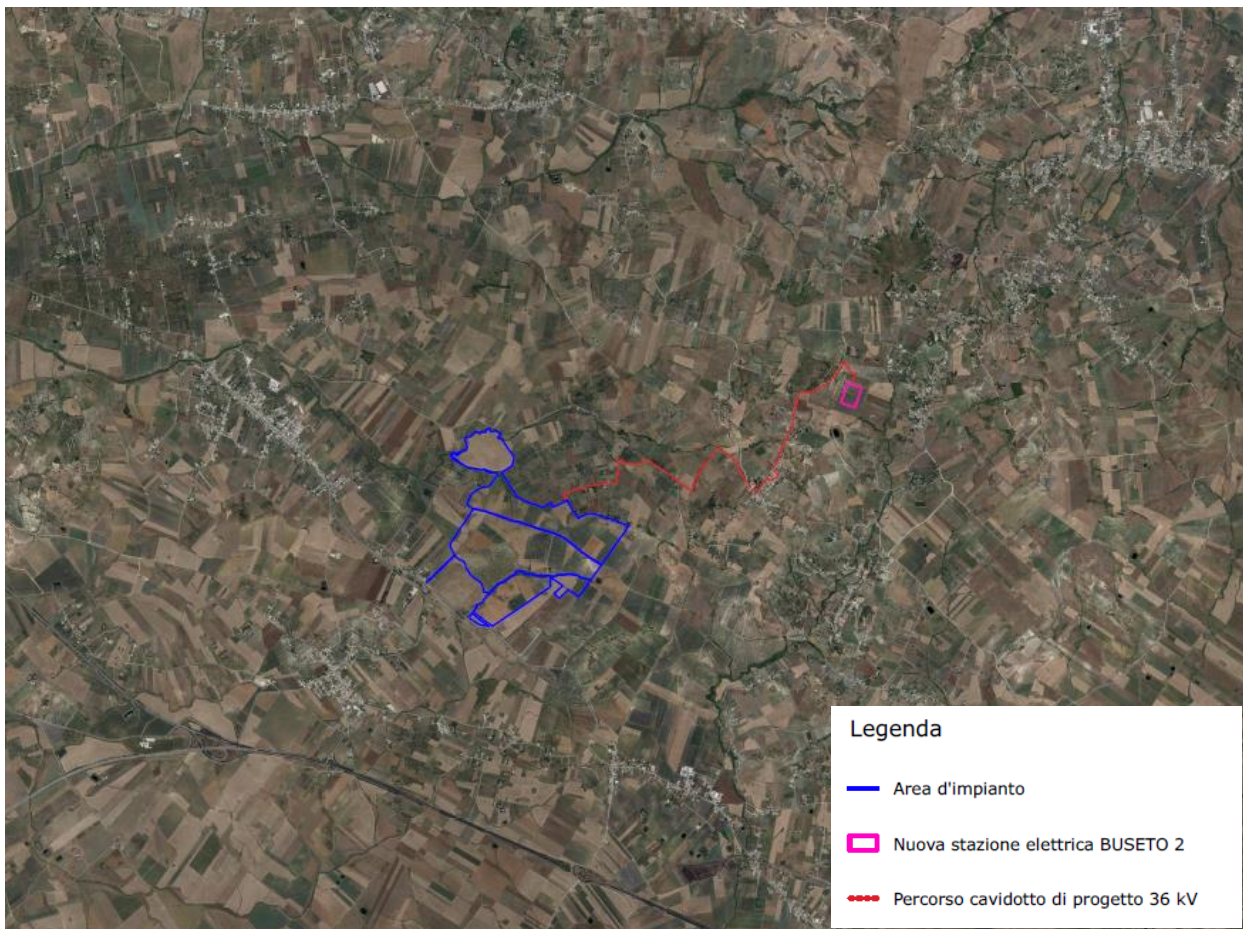 Legenda
Area d'impianto
Nuova stazione elettrica BUSETO 2
Percorso cavidotto di progetto 36 kV